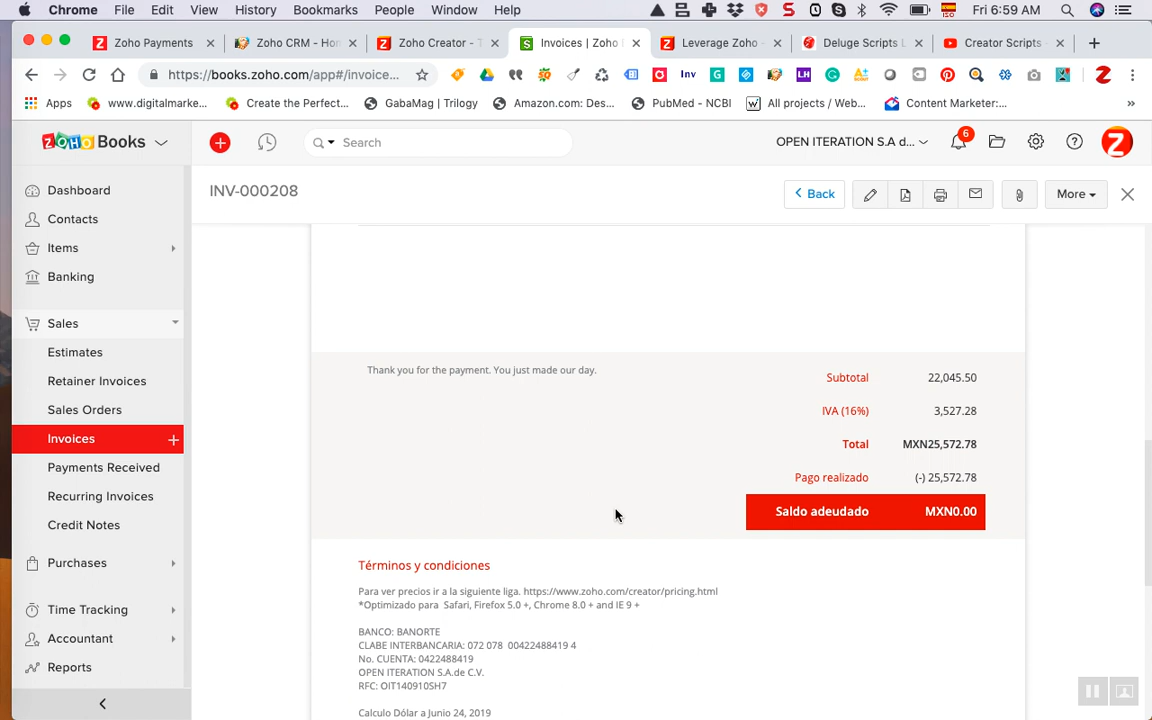 Chrome File Edit View History Bookmarks People Window Help Fri 6:59 AM
Zoho Payments Zoho CRM - Hon Zoho Creator - T Invoices | Zoho Leverage Zoho - Deluge Scripts L Creator Scripts -
https://books.zoho.com/app#/invoice... Inv LH
Apps www.digitalmarke... Create the Perfect... GabaMag | Trilogy Amazon.com: Des... PubMed - NCBI All projects / Web... Content Marketer:... »
ZOHO Books Search OPEN ITERATION S.A d... 6
INV-000208 Back More
Dashboard
Contacts
Items
Banking
Sales
Estimates
Retainer Invoices
Sales Orders
Invoices
Payments Received
Recurring Invoices
Credit Notes
Purchases
Time Tracking
Accountant
Reports
Thank you for the payment. You just made our day.
Subtotal 22,045.50
IVA (16%) 3,527.28
Total MXN25,572.78
Pago realizado (-) 25,572.78
Saldo adeudado MXN0.00
Términos y condiciones
Para ver precios ir a la siguiente liga. https://www.zoho.com/creator/pricing.html
*Optimizado para Safari, Firefox 5.0 +, Chrome 8.0 + and IE 9 +
BANCO: BANORTE
CLABE INTERBANCARIA: 072 078 00422488419 4
No. CUENTA: 0422488419
OPEN ITERATION S.A.de C.V.
RFC: OIT140910SH7
Calculo Dólar a Junio 24, 2019